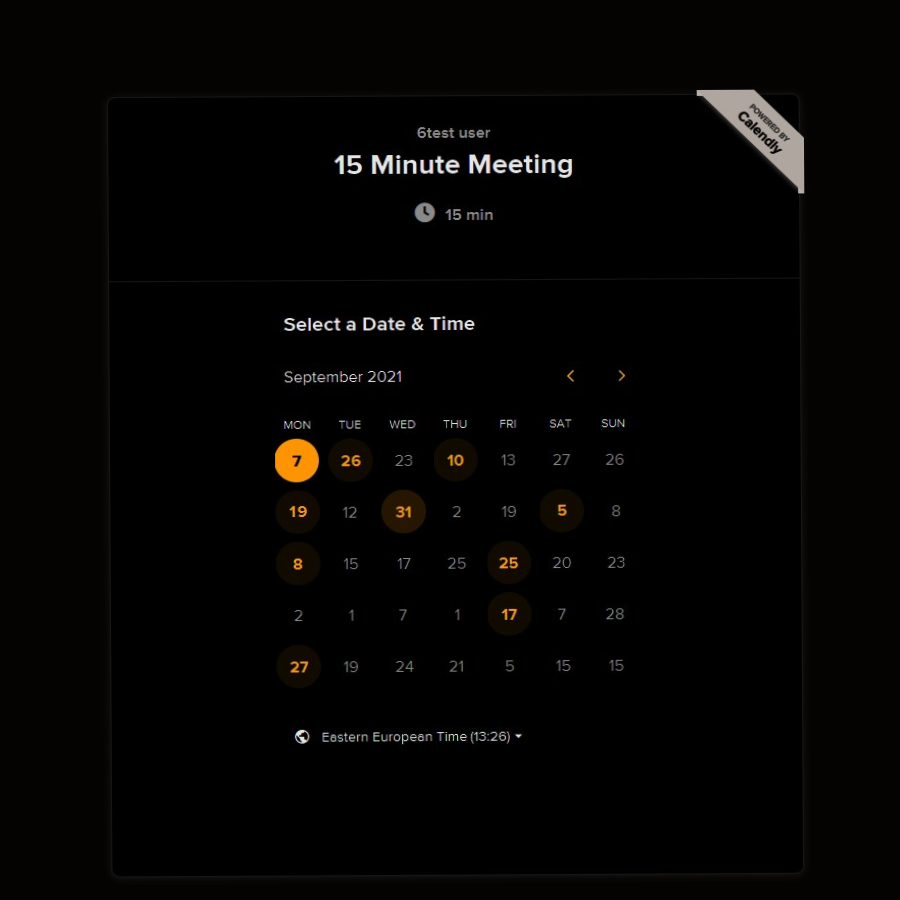 POWERED BY
Calendly
6test user
15 Minute Meeting
15 min
Select a Date & Time
September 2021
MON TUE WED THU FRI SAT SUN
7 26 23 10 13 27 26
19 12 31 2 19 5 8
8 15 17 25 25 20 23
2 1 7 1 17 7 28
27 19 24 21 5 15 15
Eastern European Time (13:26)